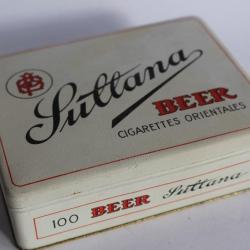 Sultana
BEER
CIGARETTES ORIENTALES
100 BEER Sultana